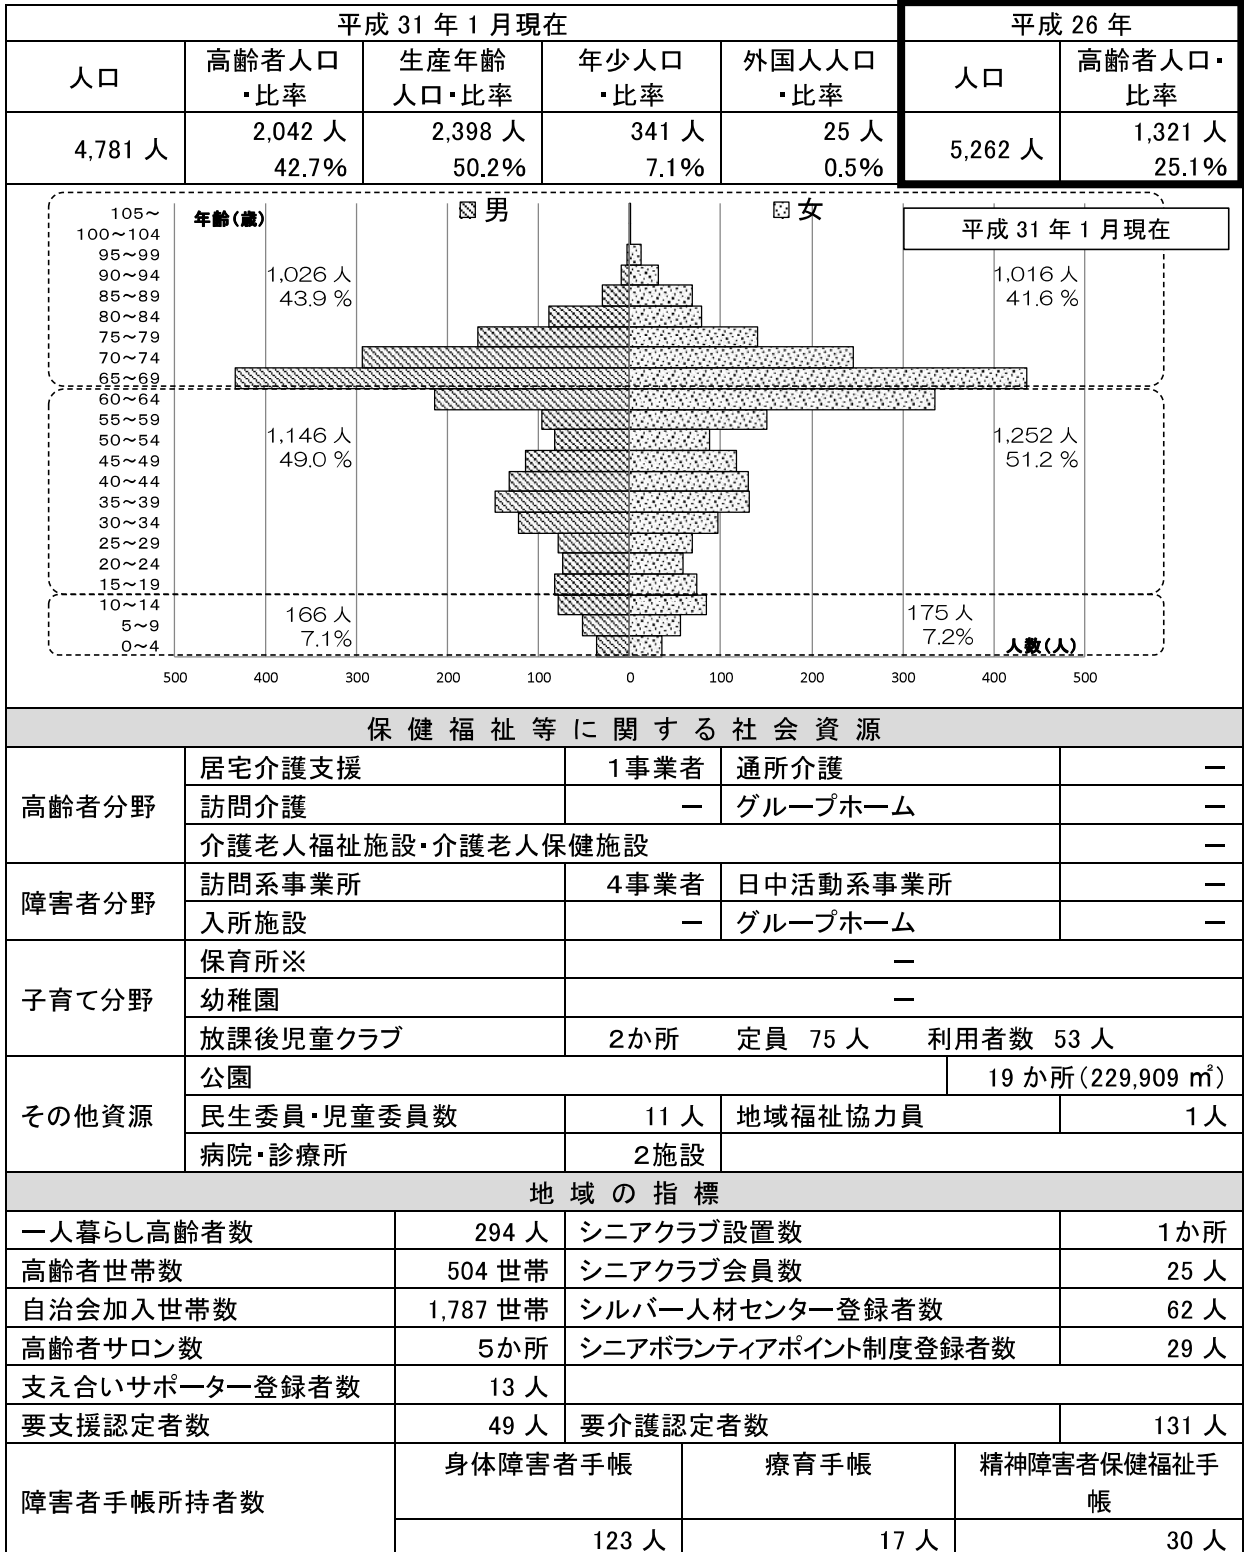 平成 31 年 1 月現在 平成 26 年
人口 高齢者人口・比率 生産年齢人口・比率 年少人口・比率 外国人人口・比率 人口 高齢者人口・比率
4,781 人 2,042 人 2,398 人 341 人 25 人 5,262 人 1,321 人
42.7% 50.2% 7.1% 0.5% 25.1%
年齢(歳) 男 女
平成 31 年 1 月現在
105~
100~104
95~99
90~94 1,026 人 1,016 人
85~89 43.9 % 41.6 %
80~84
75~79
70~74
65~69
60~64
55~59
50~54 1,146 人 1,252 人
45~49 49.0 % 51.2 %
40~44
35~39
30~34
25~29
20~24
15~19
10~14 166 人 175 人
5~9 7.1% 7.2%
0~4 人数(人)
500 400 300 200 100 0 100 200 300 400 500
保健福祉等に関する社会資源
高齢者分野
居宅介護支援 1事業者 通所介護 ー
訪問介護 ー グループホーム ー
介護老人福祉施設・介護老人保健施設 ー
障害者分野
訪問系事業所 4事業者 日中活動系事業所 ー
入所施設 ー グループホーム ー
子育て分野
保育所※ ー
幼稚園 ー
放課後児童クラブ 2か所 定員 75 人 利用者数 53 人
その他資源
公園 19 か所(229,909 ㎡)
民生委員・児童委員数 11 人 地域福祉協力員 1人
病院・診療所 2施設
地域の指標
一人暮らし高齢者数 294 人 シニアクラブ設置数 1か所
高齢者世帯数 504 世帯 シニアクラブ会員数 25 人
自治会加入世帯数 1,787 世帯 シルバー人材センター登録者数 62 人
高齢者サロン数 5か所 シニアボランティアポイント制度登録者数 29 人
支え合いサポーター登録者数 13 人
要支援認定者数 49 人 要介護認定者数 131 人
障害者手帳所持者数
身体障害者手帳 療育手帳 精神障害者保健福祉手帳
123 人 17 人 30 人